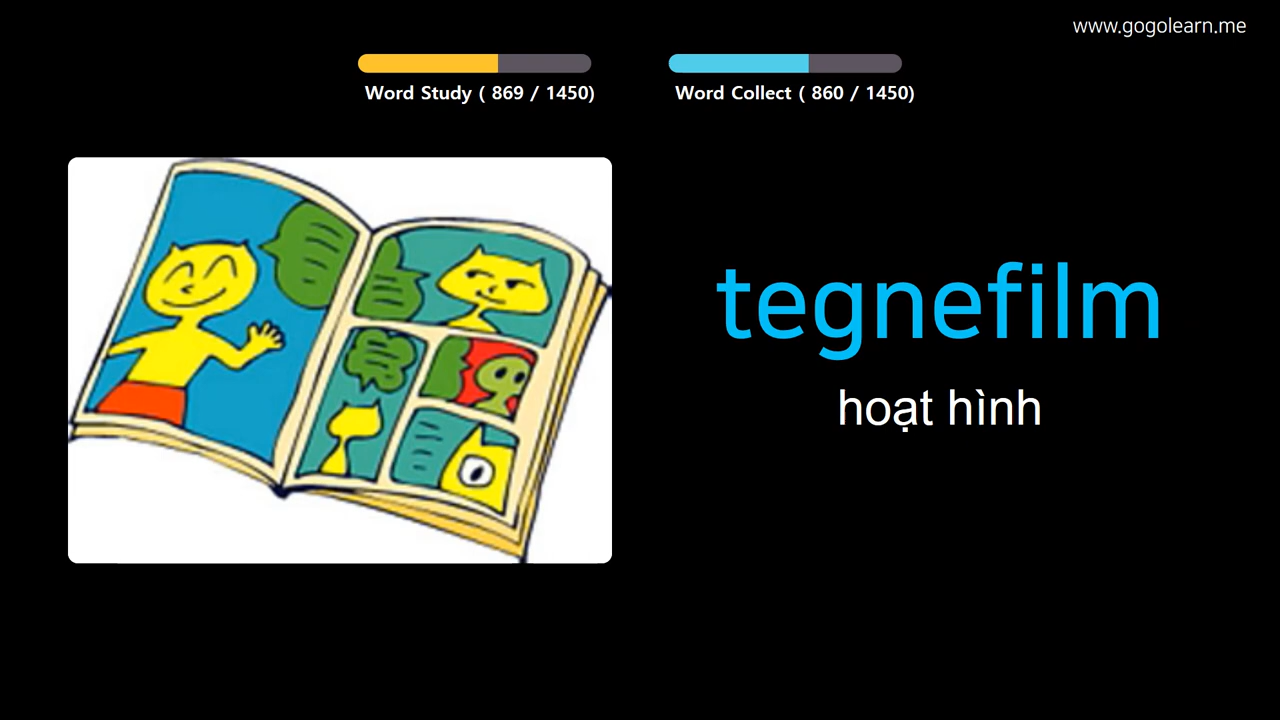 www.gogolearn.me
Word Study ( 869 / 1450)
Word Collect ( 860 / 1450)
tegnefilm
hoạt hình